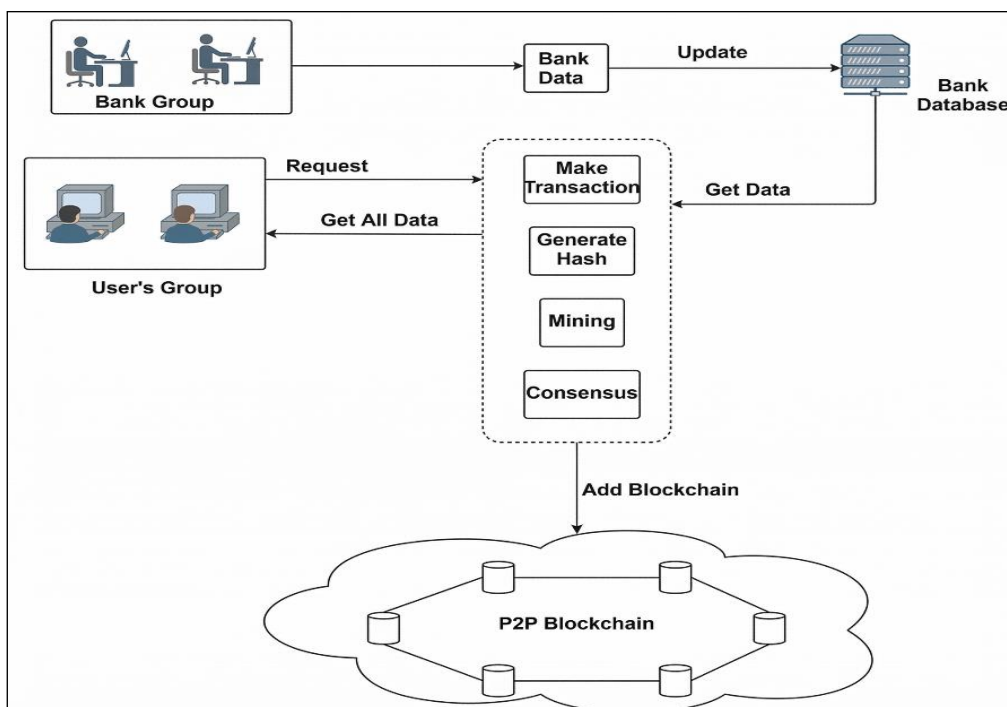 Bank Group
Bank
Data
Update
Bank
Database
Request
Get All Data
User's Group
Make
Transaction
Generate
Hash
Mining
Consensus
Get Data
Add Blockchain
P2P Blockchain